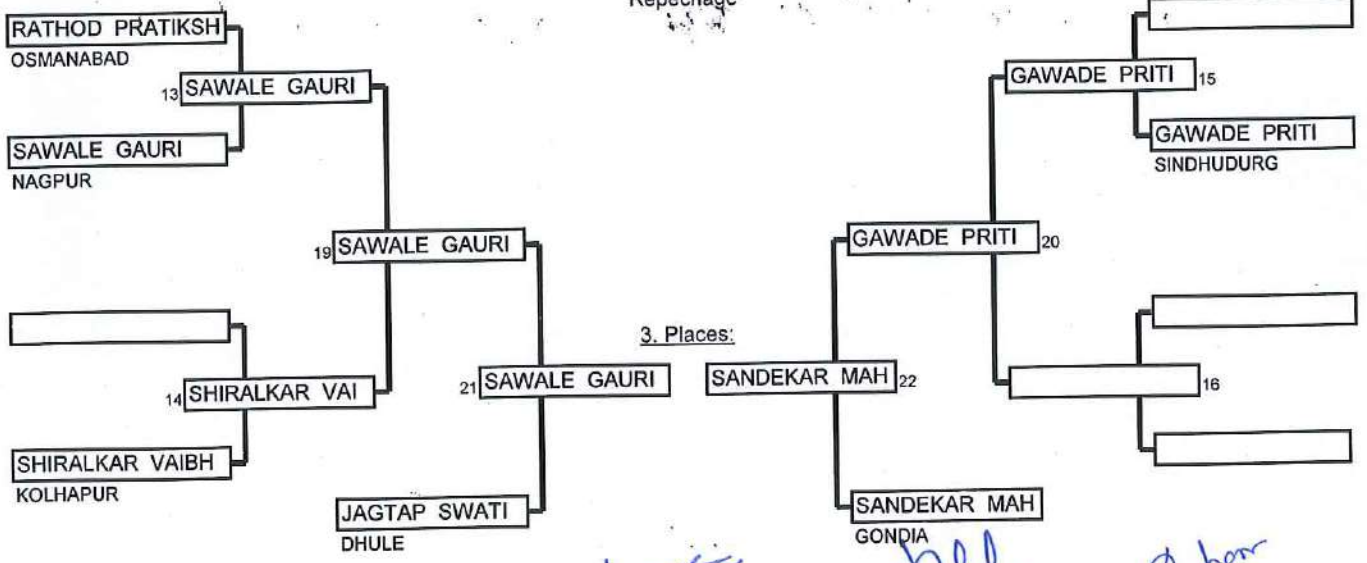 Repechage
RATHOD PRATIKSH
OSMANABAD
13 SAWALE GAURI
SAWALE GAURI
NAGPUR
19 SAWALE GAURI
14 SHIRALKAR VAI
SHIRALKAR VAIBH
KOLHAPUR
3. Places:
21 SAWALE GAURI
JAGTAP SWATI
DHULE
GAWADE PRITI 15
GAWADE PRITI
SINDHUDURG
GAWADE PRITI 20
SANDEKAR MAH 22
16
SANDEKAR MAH
GONDIA